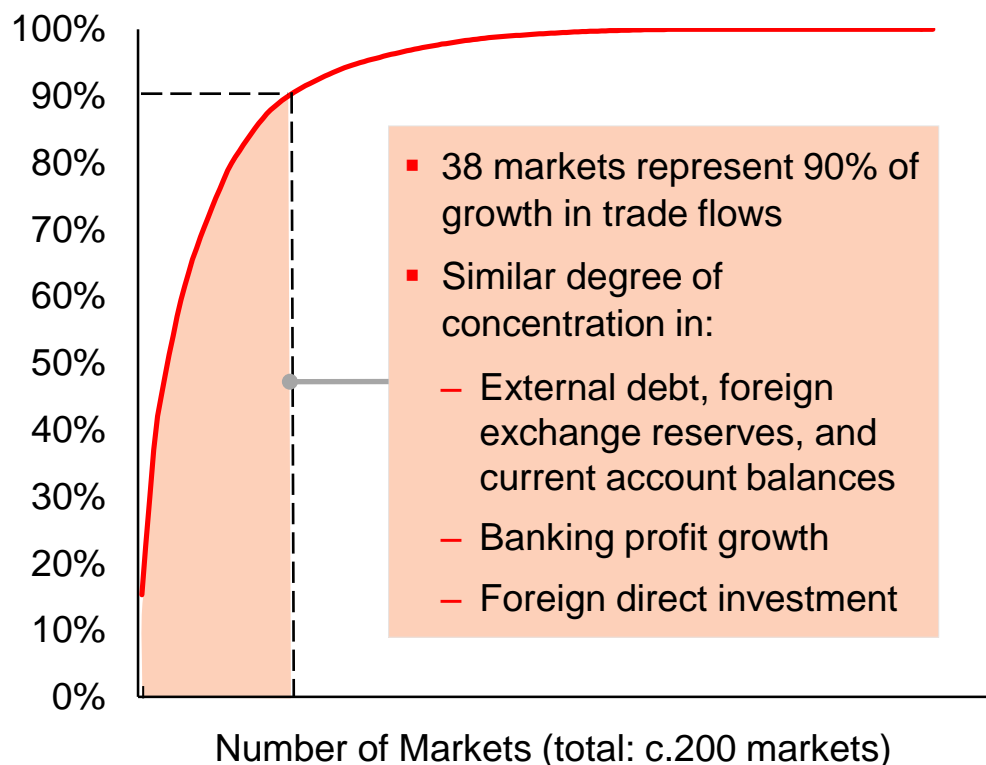 100%
90%
80%
70%
60%
50%
40%
30%
20%
10%
0%
▪ 38 markets represent 90% of
growth in trade flows
▪ Similar degree of
concentration in:
– External debt, foreign
exchange reserves, and
current account balances
– Banking profit growth
– Foreign direct investment
Number of Markets (total: c.200 markets)